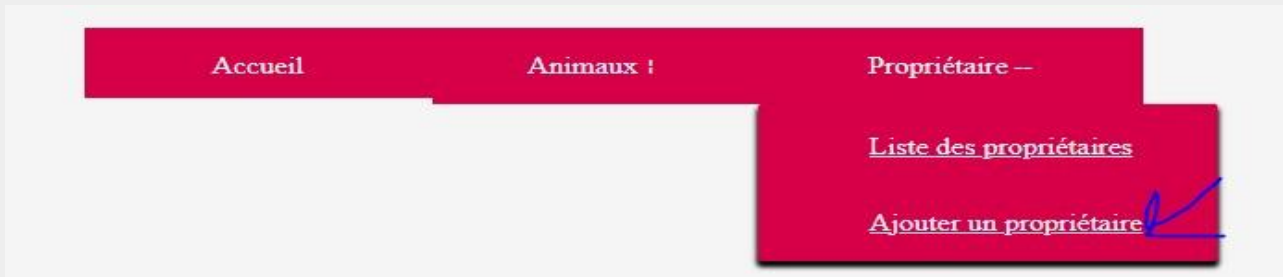 Accueil Animaux ¦ Propriétaire --
Liste des propriétaires
Ajouter un propriétaire